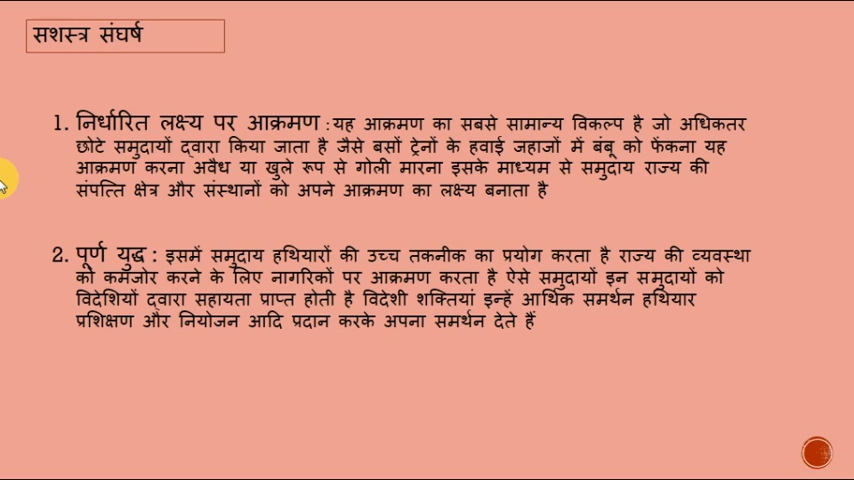 सशस्त्र संघर्ष
1. निर्धारित लक्ष्य पर आक्रमण :यह आक्रमण का सबसे सामान्य विकल्प है जो अधिकतर
छोटे समुदायों द्वारा किया जाता है जैसे बसों ट्रेनों के हवाई जहाजों में बंबू को फेंकना यह
आक्रमण करना अवैध या खुले रूप से गोली मारना इसके माध्यम से समुदाय राज्य की
संपत्ति क्षेत्र और संस्थानों को अपने आक्रमण का लक्ष्य बनाता है
2. पूर्ण युद्ध : इसमें समुदाय हथियारों की उच्च तकनीक का प्रयोग करता है राज्य की व्यवस्था
को कमजोर करने के लिए नागरिकों पर आक्रमण करता है ऐसे समुदायों इन समुदायों को
विदेशियों द्वारा सहायता प्राप्त होती है विदेशी शक्तियां इन्हें आर्थिक समर्थन हथियार
प्रशिक्षण और नियोजन आदि प्रदान करके अपना समर्थन देते हैं